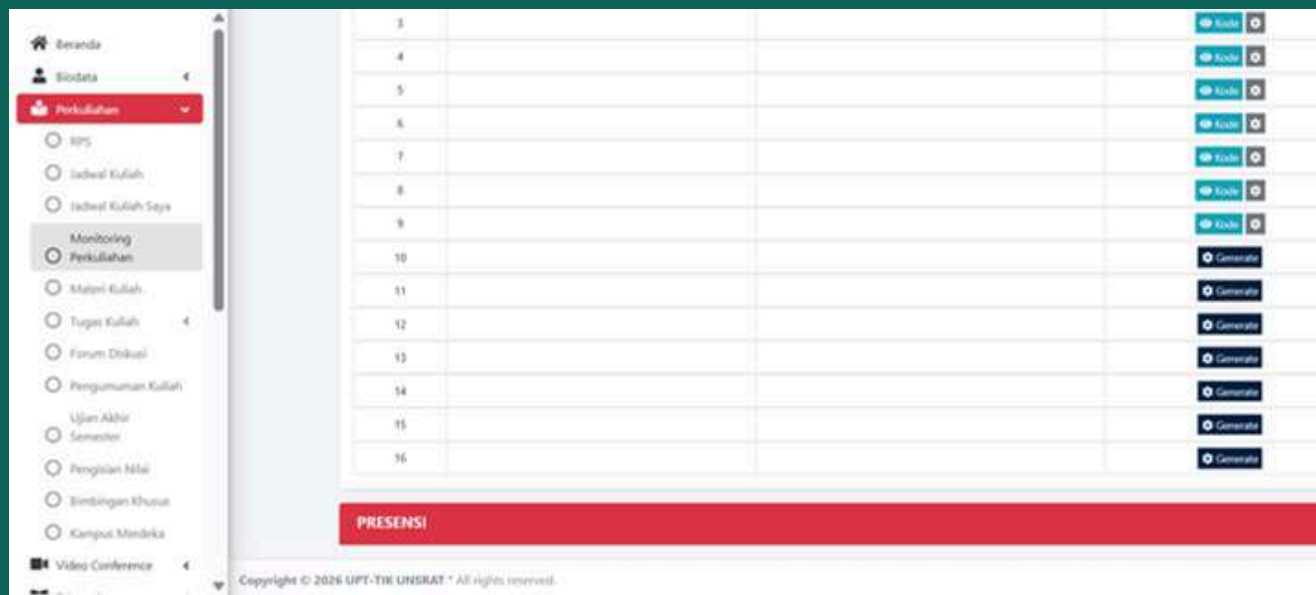 Beranda
Biodata
Perkuliahan
RPS
Jadwal Kuliah
Jadwal Kuliah Saya
Monitoring
Perkuliahan
Materi Kuliah
Tugas Kuliah
Forum Diskusi
Pengumuman Kuliah
Ujian Akhir
Semester
Pengisian Nilai
Bimbingan Khusus
Kampus Merdeka
Video Conference
3 Kode
4 Kode
5 Kode
6 Kode
7 Kode
8 Kode
9 Kode
10 Generate
11 Generate
12 Generate
13 Generate
14 Generate
15 Generate
16 Generate
PRESENSI
Copyright © 2026 UPT-TIK UNSRAT * All rights reserved.